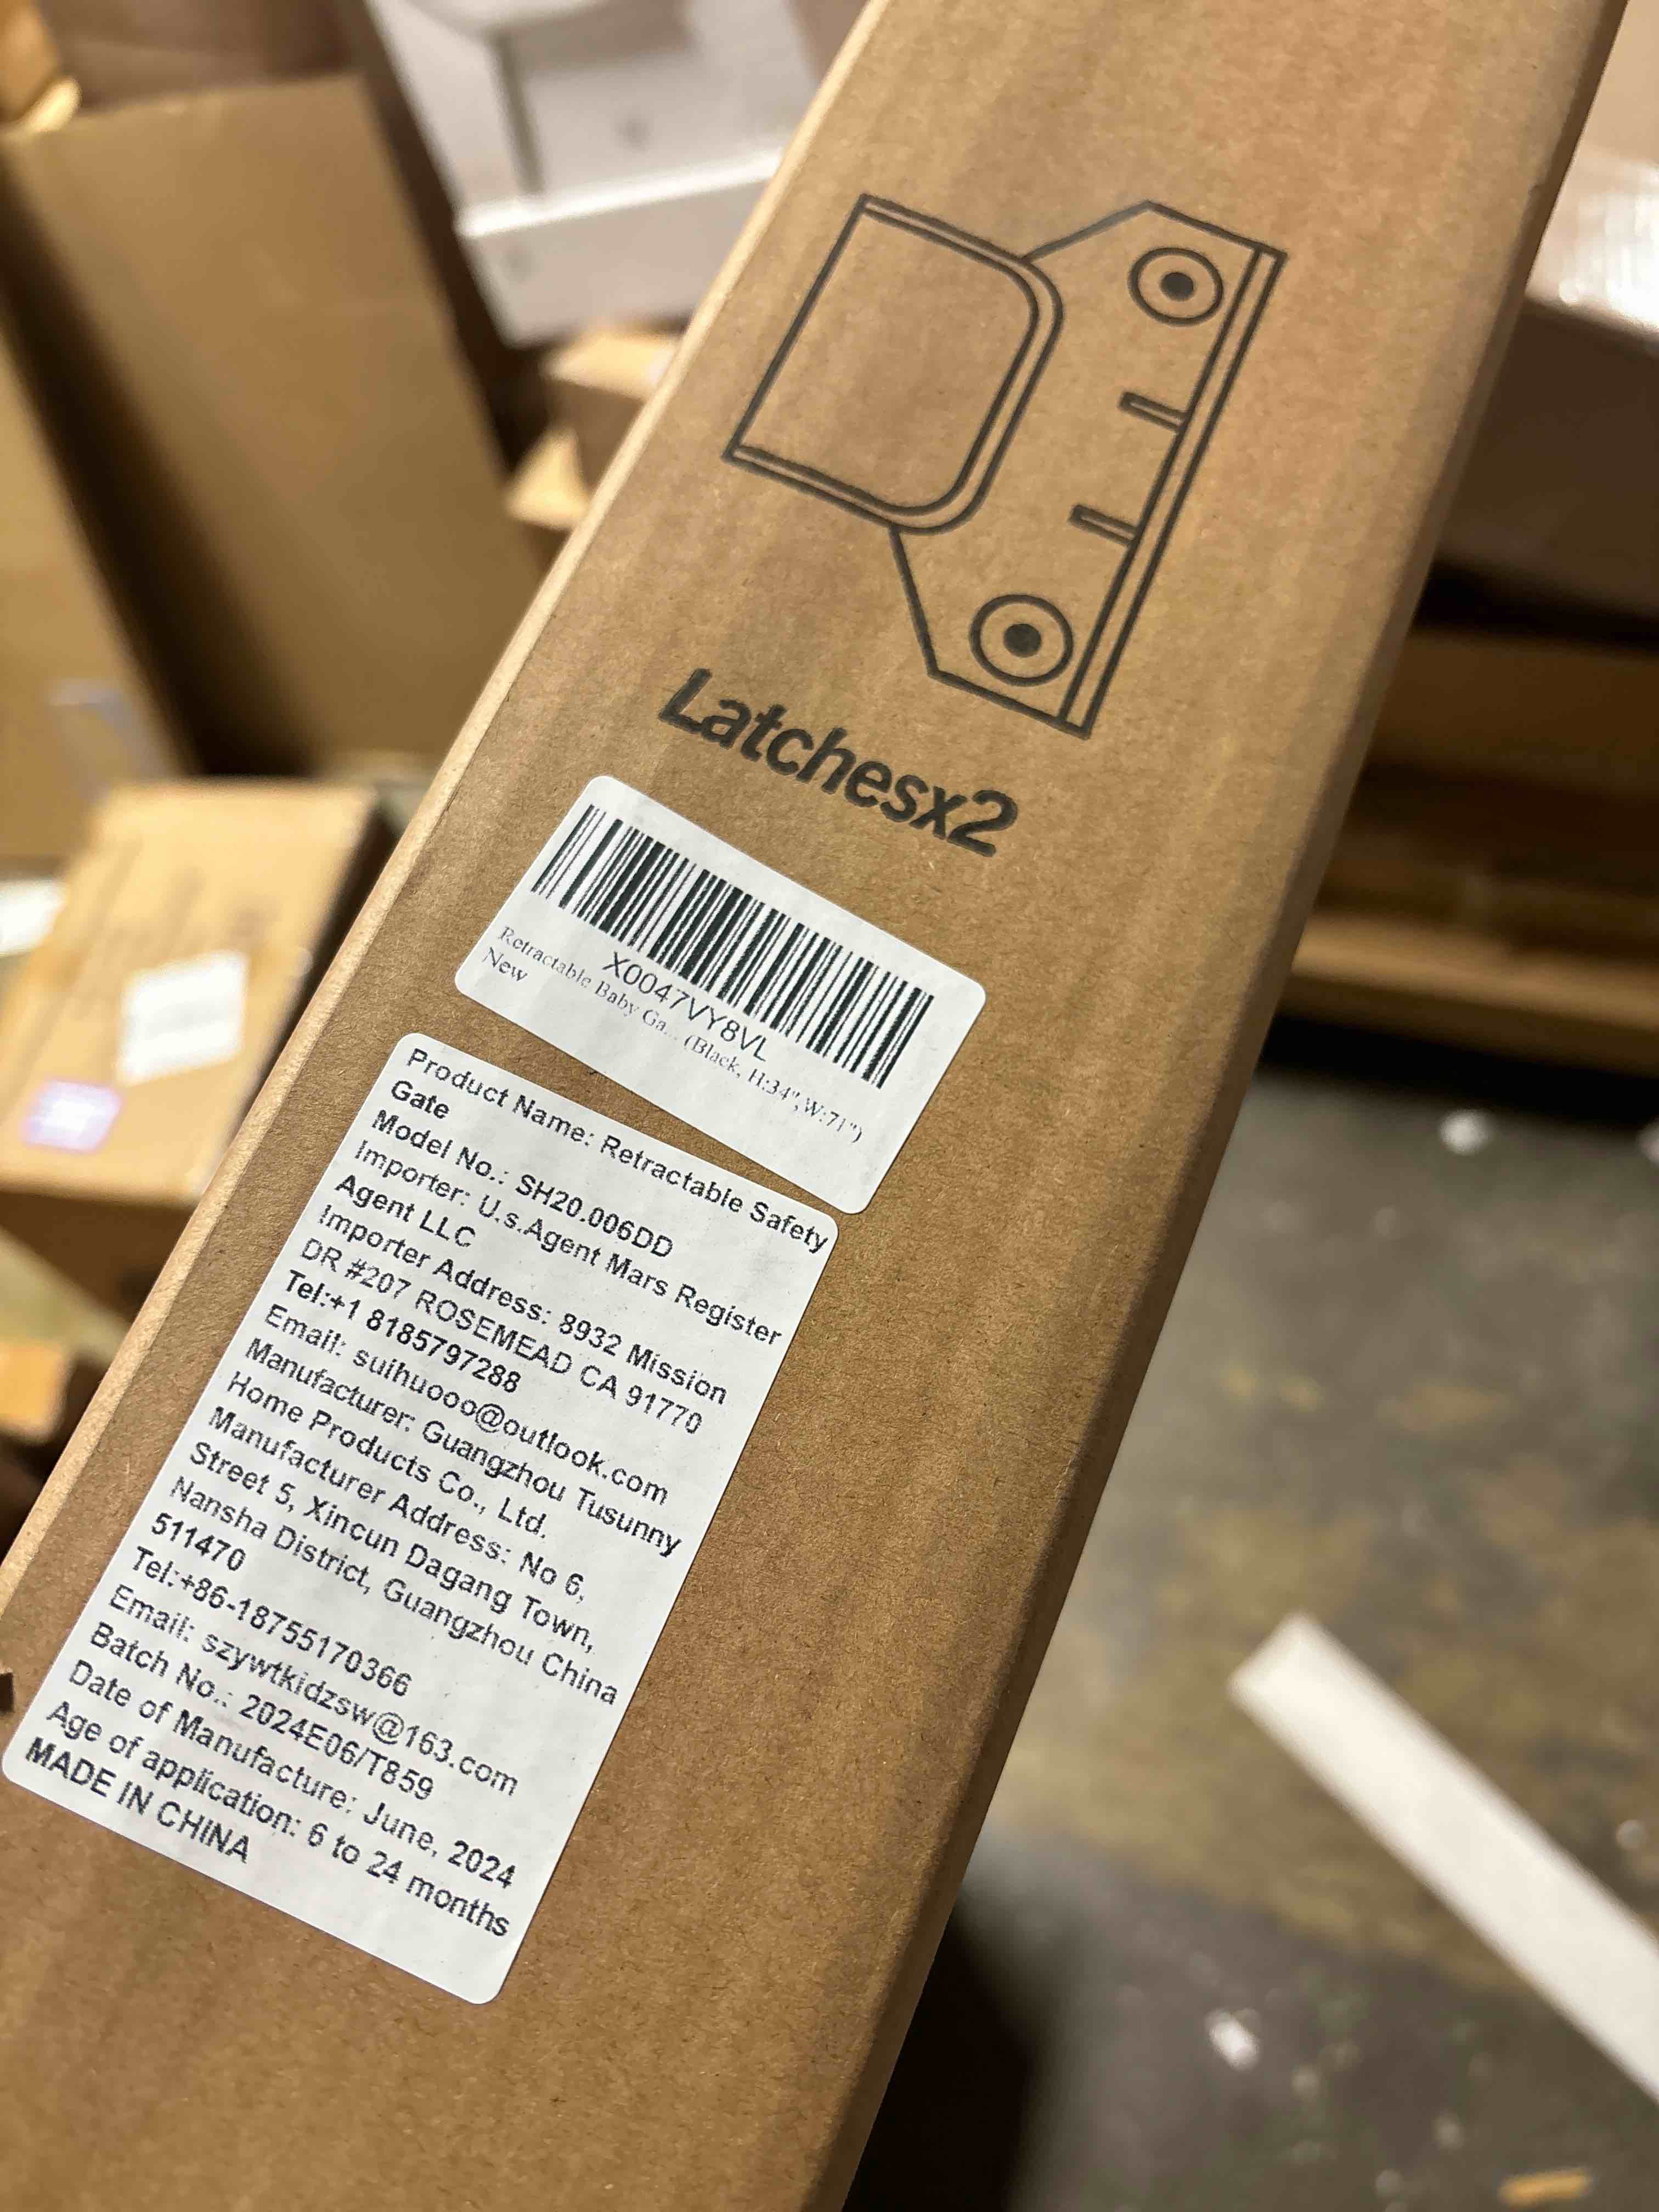 Latchesx2
X0047VY8VL
Retractable Baby Ga... (Black, H:34",W:71")
New
Product Name: Retractable Safety
Gate
Model No.: SH20.006DD
Importer: U.s.Agent Mars Register
Agent LLC
Importer Address: 8932 Mission
DR #207 ROSEMEAD CA 91770
Tel:+1 8185797288
Email: suihuooo@outlook.com
Manufacturer: Guangzhou Tusunny
Home Products Co., Ltd.
Manufacturer Address: No 6,
Street 5, Xincun Dagang Town,
Nansha District, Guangzhou China
511470
Tel:+86-18755170366
Email: szywtkidzsw@163.com
Batch No.: 2024E06/T859
Date of Manufacture: June, 2024
Age of application: 6 to 24 months
MADE IN CHINA